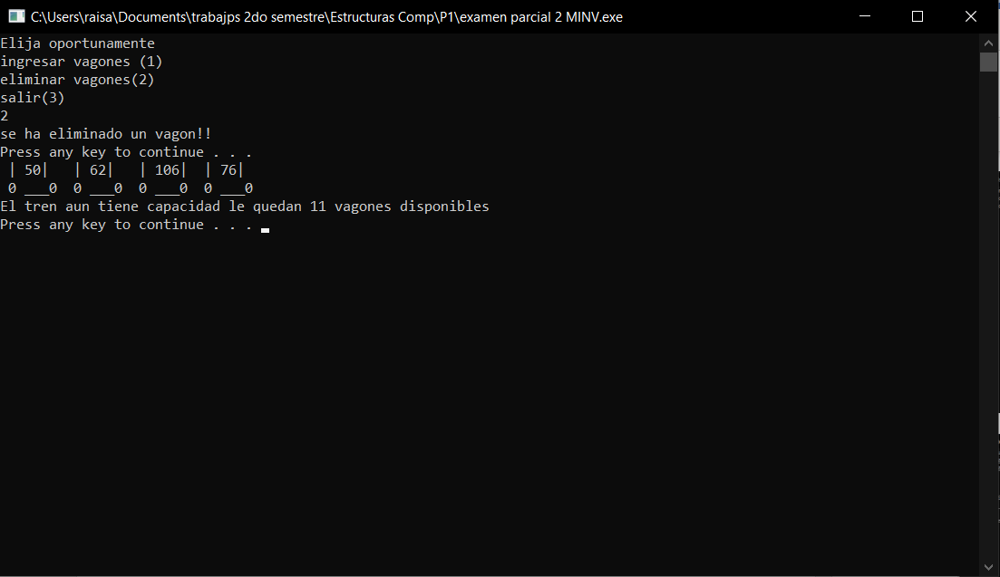 C:\Users\raisa\Documents\trabajps 2do semestre\Estructuras Comp\P1\examen parcial 2 MINV.exe
Elija oportunamente
ingresar vagones (1)
eliminar vagones(2)
salir(3)
2
se ha eliminado un vagon!!
Press any key to continue . . .
 | 50|   | 62|   | 106|  | 76|
 0 ___0  0 ___0  0 ___0  0 ___0
El tren aun tiene capacidad le quedan 11 vagones disponibles
Press any key to continue . . .